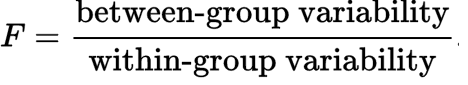 F = between-group variability / within-group variability.